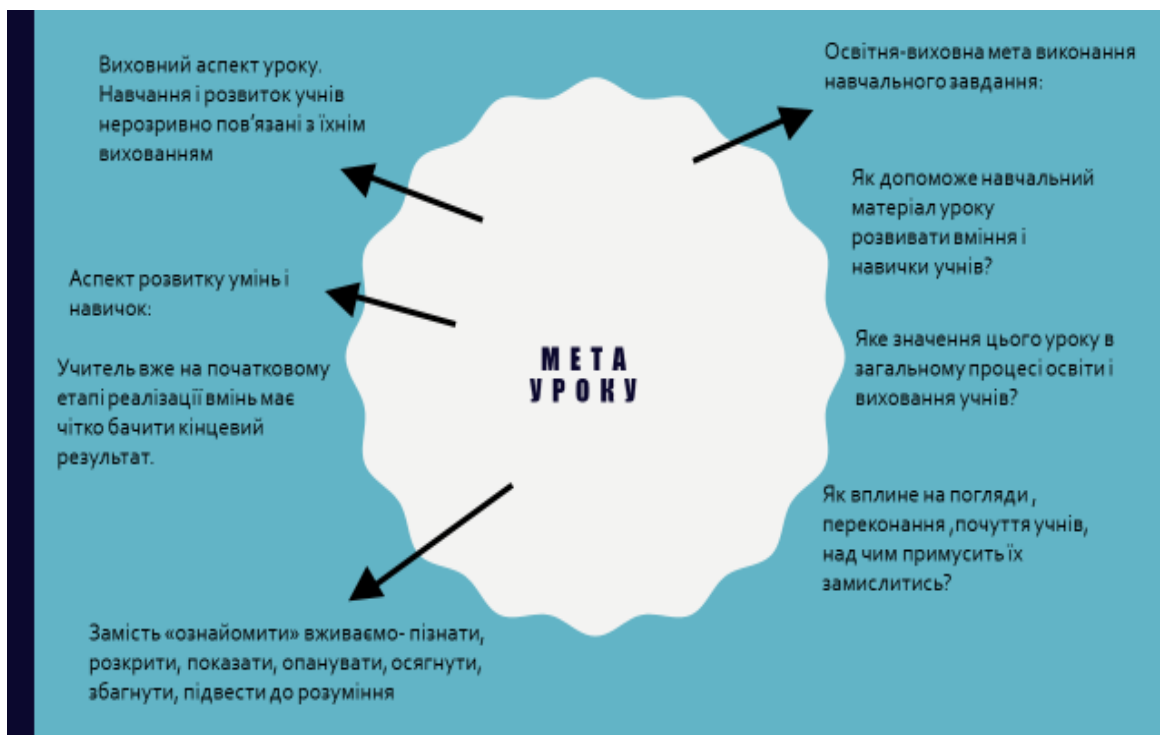 Виховний аспект уроку.
Навчання і розвиток учнів
нерозривно пов’язані з їхнім
вихованням
Аспект розвитку умінь і
навичок:
Учитель вже на початковому
етапі реалізації вмінь має
чітко бачити кінцевий
результат.
Замість «ознайомити» вживаємо- пізнати,
розкрити, показати, опанувати, осягнути,
збагнути, підвести до розуміння
МЕТА
УРОКУ
Освітня-виховна мета виконання
навчального завдання:
Як допоможе навчальний
матеріал уроку
розвивати вміння і
навички учнів?
Яке значення цього уроку в
загальному процесі освіти і
виховання учнів?
Як вплине на погляди ,
переконання ,почуття учнів,
над чим примусить їх
замислитись?